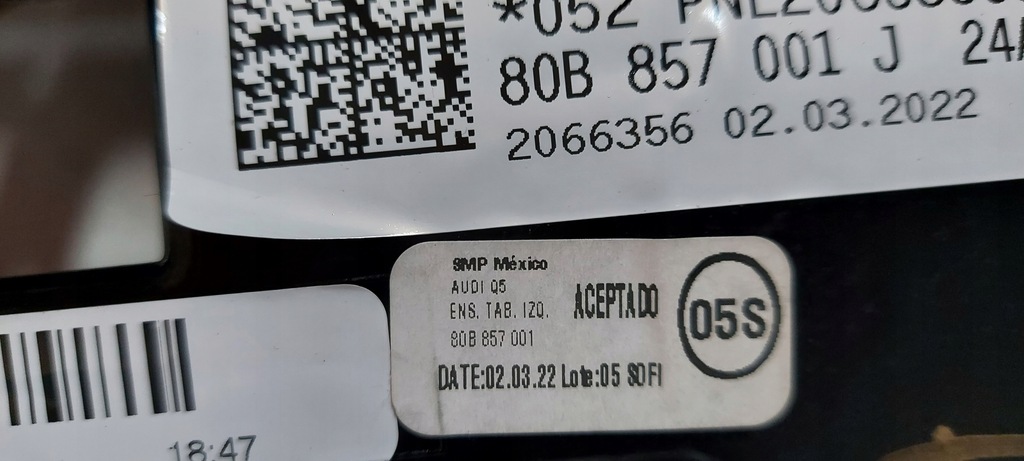 *052
80B 857 001 J 24/
2066356 02.03.2022
SMP México
AUDI Q5
ENS. TAB. IZQ.
80B 857 001
ACEPTADO
05S
DATE:02.03.22 Lote:05 SOFI
18:47